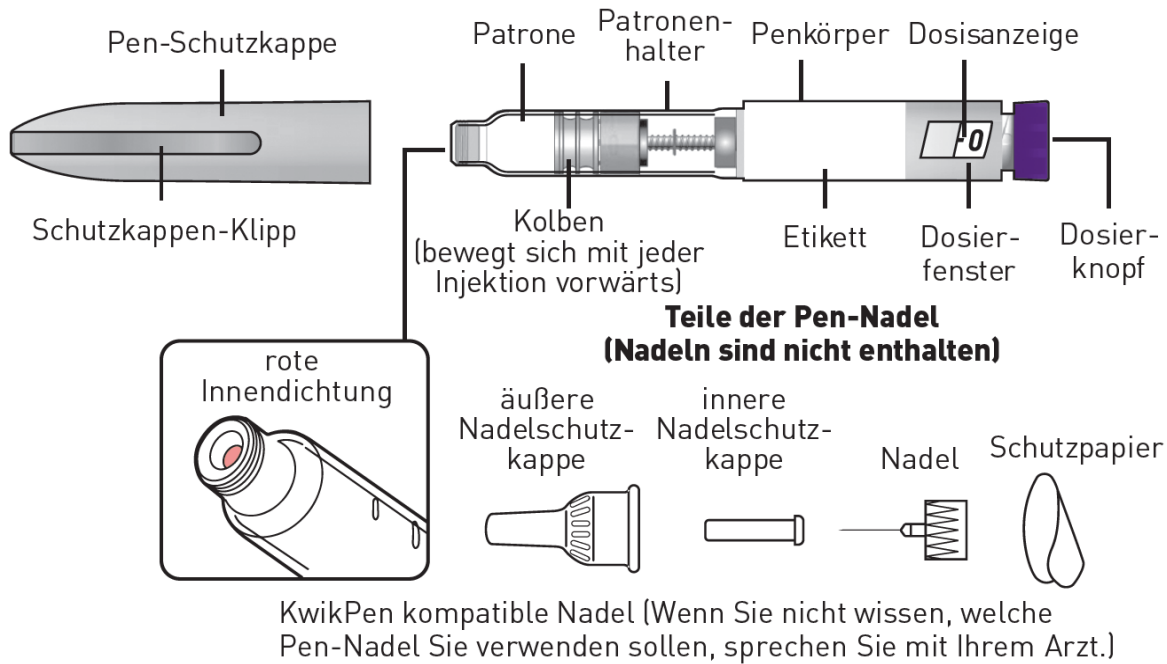 Pen-Schutzkappe
Patrone
Patronen-
halter
Penkörper
Dosisanzeige
-0
Schutzkappen-Klipp
Kolben
(bewegt sich mit jeder
Injektion vorwärts)
Etikett
Dosier-
fenster
Dosier-
knopf
Teile der Pen-Nadel
(Nadeln sind nicht enthalten)
rote
Innendichtung
äußere
Nadelschutz-
kappe
innere
Nadelschutz-
kappe
Nadel
Schutzpapier
KwikPen kompatible Nadel (Wenn Sie nicht wissen, welche
Pen-Nadel Sie verwenden sollen, sprechen Sie mit Ihrem Arzt.)